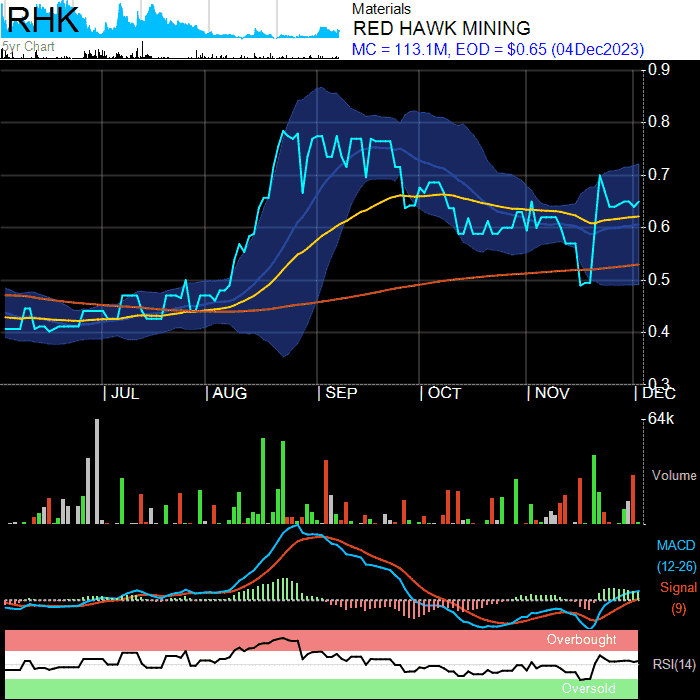 RHK
5yr Chart
Materials
RED HAWK MINING
MC = 113.1M, EOD = $0.65 (04Dec2023)
0.9
0.8
0.7
0.6
0.5
0.4
0.3
| JUL | AUG | SEP | OCT | NOV | DEC
64k
Volume
MACD
(12-26)
Signal
(9)
Overbought
RSI(14)
Oversold